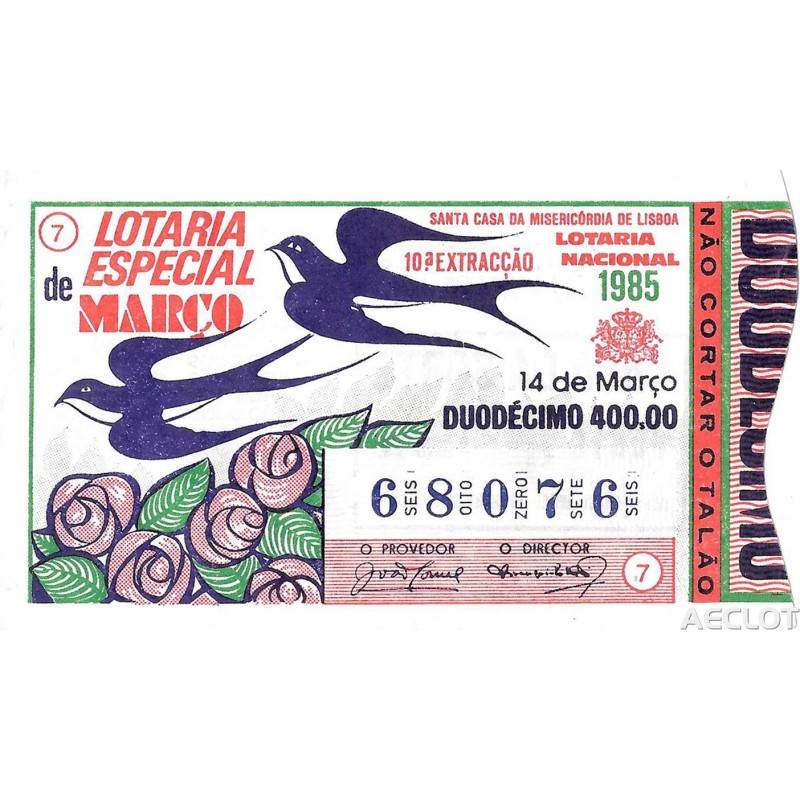 7
LOTARIA
ESPECIAL
de
MARÇO
SANTA CASA DA MISERICÓRDIA DE LISBOA
10ª EXTRACÇÃO
LOTARIA
NACIONAL
1985
14 de Março
DUODÉCIMO 400$00
6 SEIS 8 OITO 0 ZERO 7 SETE 6 SEIS
O PROVEDOR O DIRECTOR
7
NÃO CORTAR O TALÃO
DUODÉCIMO
AECLOT